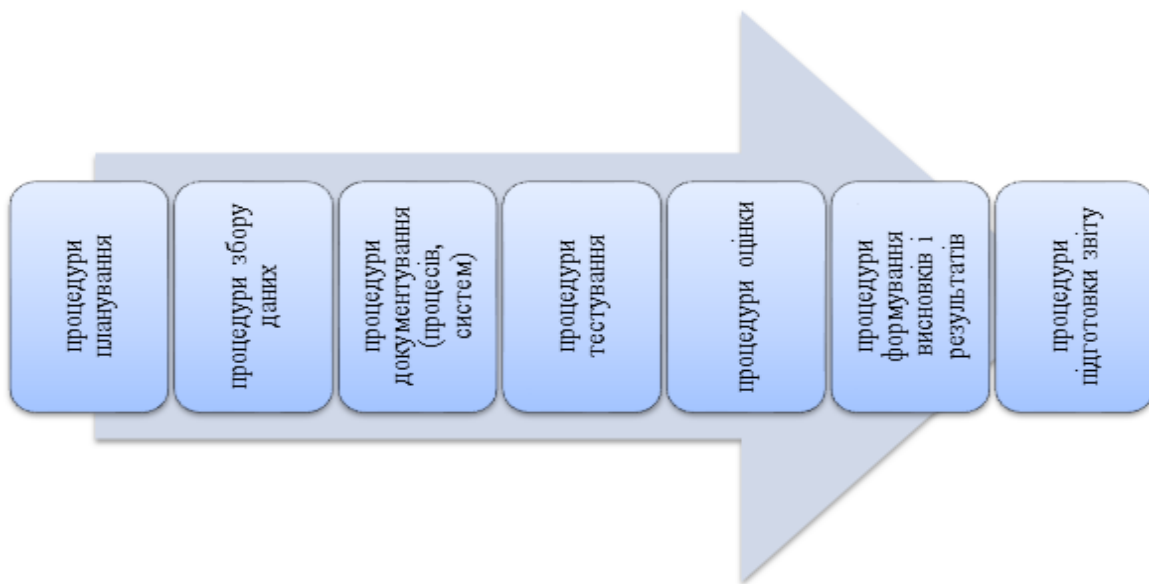 процедури
планування
процедури збору
даних
процедури
документування
(процесів,
систем)
процедури
тестування
процедури оцінки
процедури
формування
висновків і
результатів
процедури
підготовки звіту